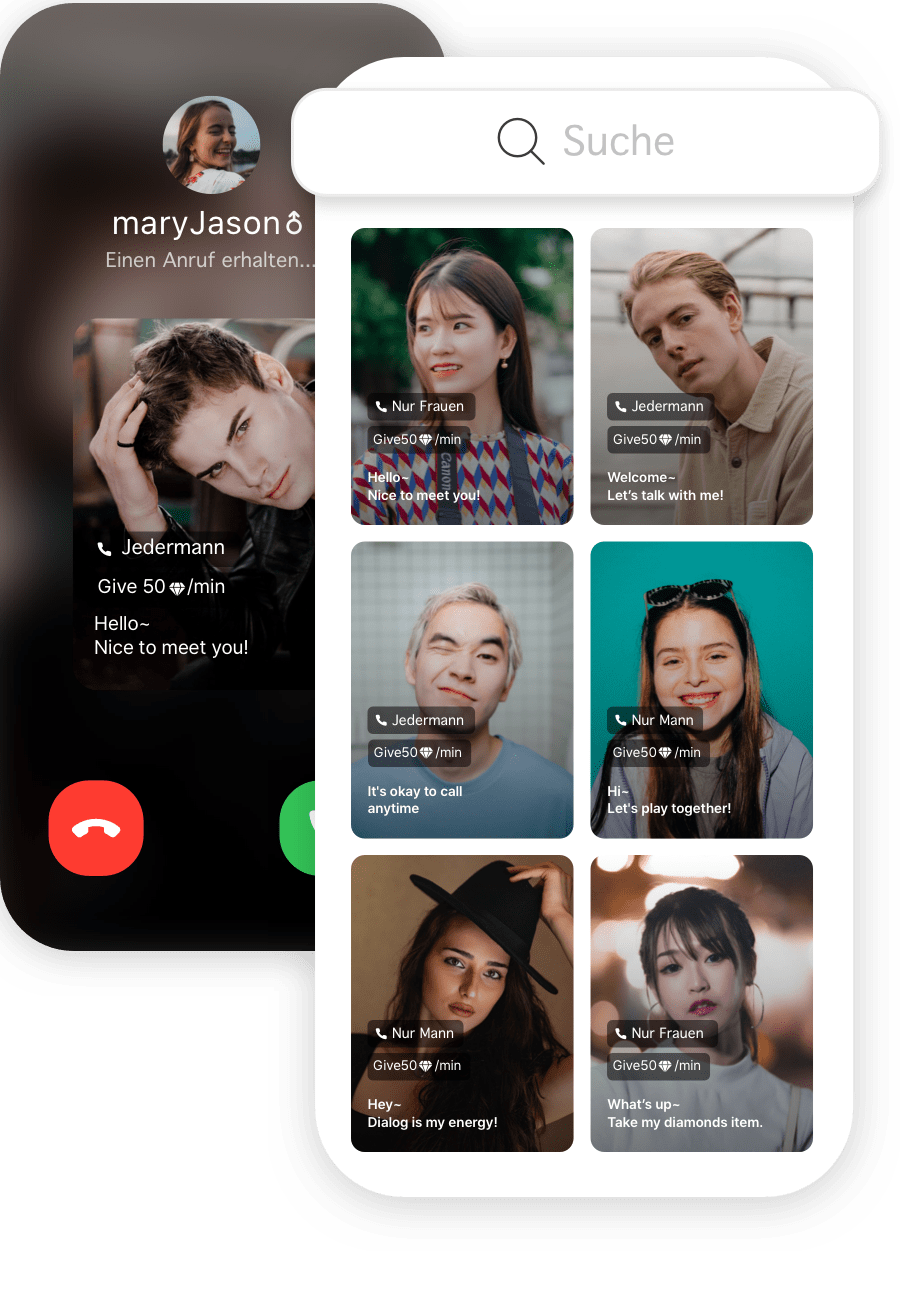 maryJason
Einen Anruf erhalten...
Jedermann
Give 50 /min
Hello~
Nice to meet you!
Suche
Nur Frauen
Give50 /min
Hello~
Nice to meet you!
Canon
Jedermann
Give50 /min
Welcome~
Let's talk with me!
Jedermann
Give50 /min
It's okay to call
anytime
Nur Mann
Give50 /min
Hi~
Let's play together!
Nur Mann
Give50 /min
Hey~
Dialog is my energy!
Nur Frauen
Give50 /min
What's up~
Take my diamonds item.